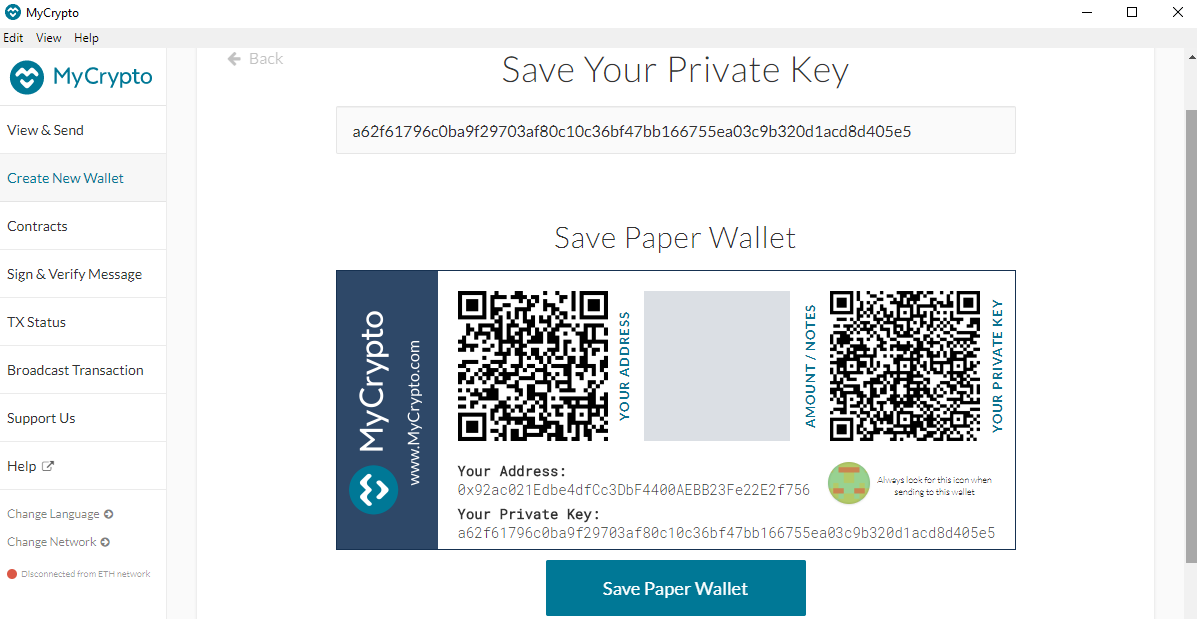 MyCrypto
Edit View Help
MyCrypto
View & Send
Create New Wallet
Contracts
Sign & Verify Message
TX Status
Broadcast Transaction
Support Us
Help
Change Language
Change Network
Disconnected from ETH network
Back
Save Your Private Key
a62f61796c0ba9f29703af80c10c36bf47bb166755ea03c9b320d1acd8d405e5
Save Paper Wallet
MyCrypto
www.MyCrypto.com
YOUR ADDRESS
AMOUNT / NOTES
YOUR PRIVATE KEY
Your Address:
0x92ac021Edbe4dfCc3DbF4400AEBB23Fe22E2f756
Always look for this icon when
sending to this wallet
Your Private Key:
a62f61796c0ba9f29703af80c10c36bf47bb166755ea03c9b320d1acd8d405e5
Save Paper Wallet